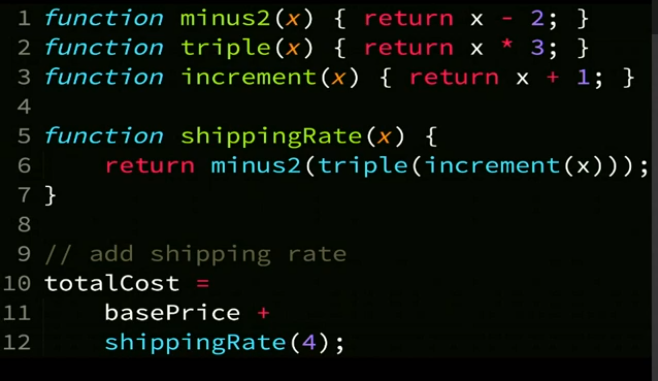 1 function minus2(x) { return x - 2; }
2 function triple(x) { return x * 3; }
3 function increment(x) { return x + 1; }
4
5 function shippingRate(x) {
6     return minus2(triple(increment(x)));
7 }
8
9 // add shipping rate
10 totalCost =
11     basePrice +
12     shippingRate(4);